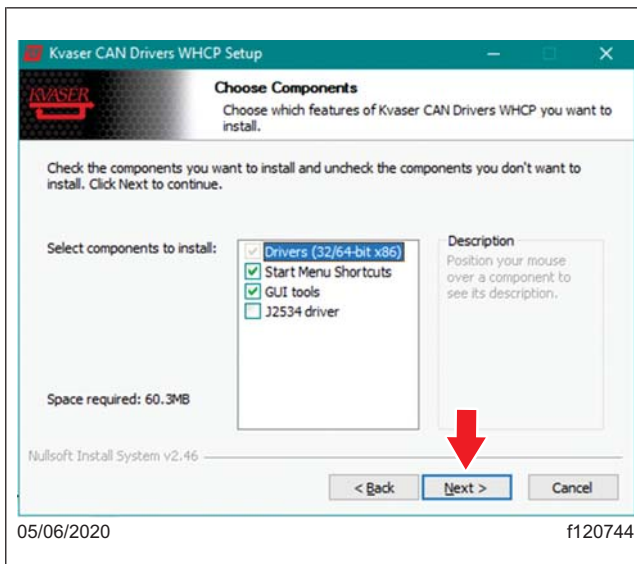 Kvaser CAN Drivers WHCP Setup
KVASER
Choose Components
Choose which features of Kvaser CAN Drivers WHCP you want to
install.
Check the components you want to install and uncheck the components you don't want to
install. Click Next to continue.
Select components to install:
Drivers (32/64-bit x86)
Start Menu Shortcuts
GUI tools
J2534 driver
Description
Position your mouse
over a component to
see its description.
Space required: 60.3MB
Nullsoft Install System v2.46
< Back
Next >
Cancel
05/06/2020
f120744